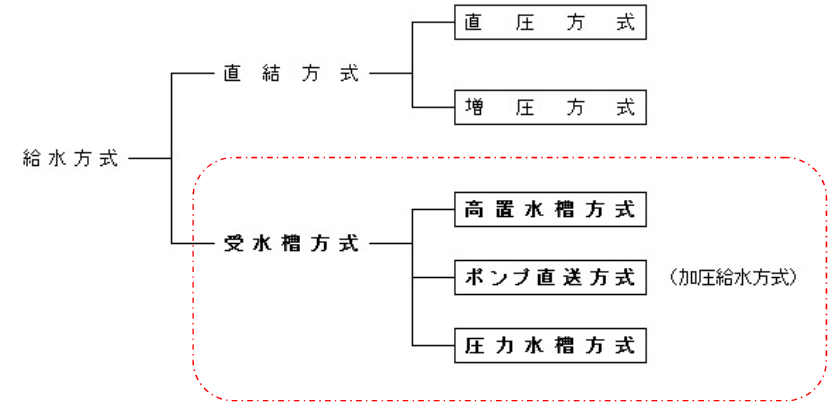 直圧方式
直結方式
増圧方式
給水方式
高置水槽方式
受水槽方式
ポンプ直送方式 (加圧給水方式)
圧力水槽方式